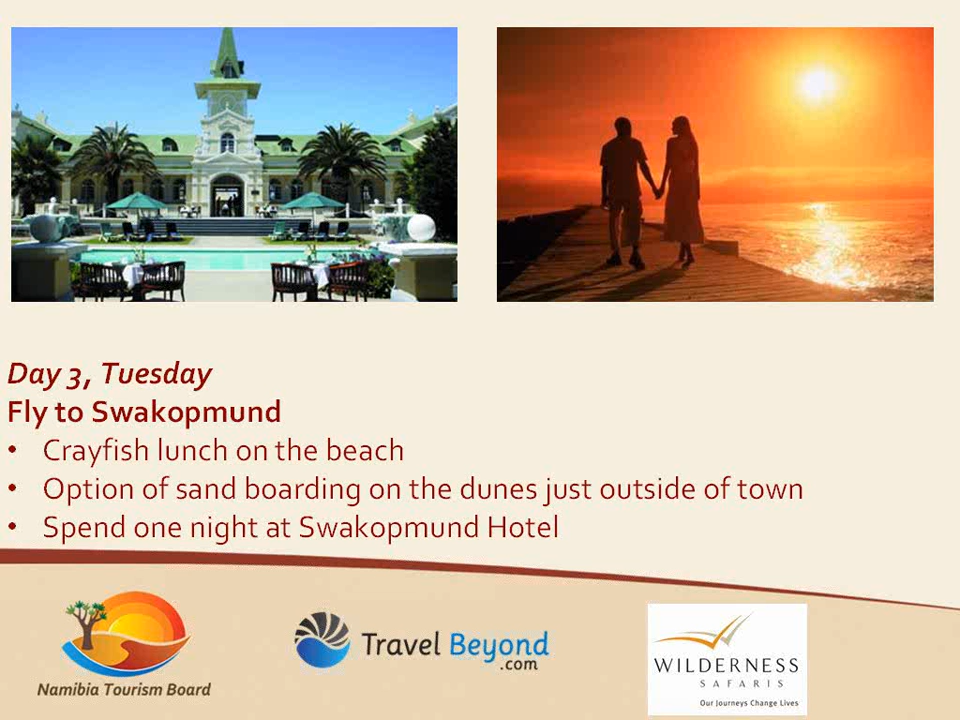 Day 3, Tuesday
Fly to Swakopmund
• Crayfish lunch on the beach
• Option of sand boarding on the dunes just outside of town
• Spend one night at Swakopmund Hotel
Namibia Tourism Board
Travel Beyond
.com
WILDERNESS
SAFARIS
Our Journeys Change Lives